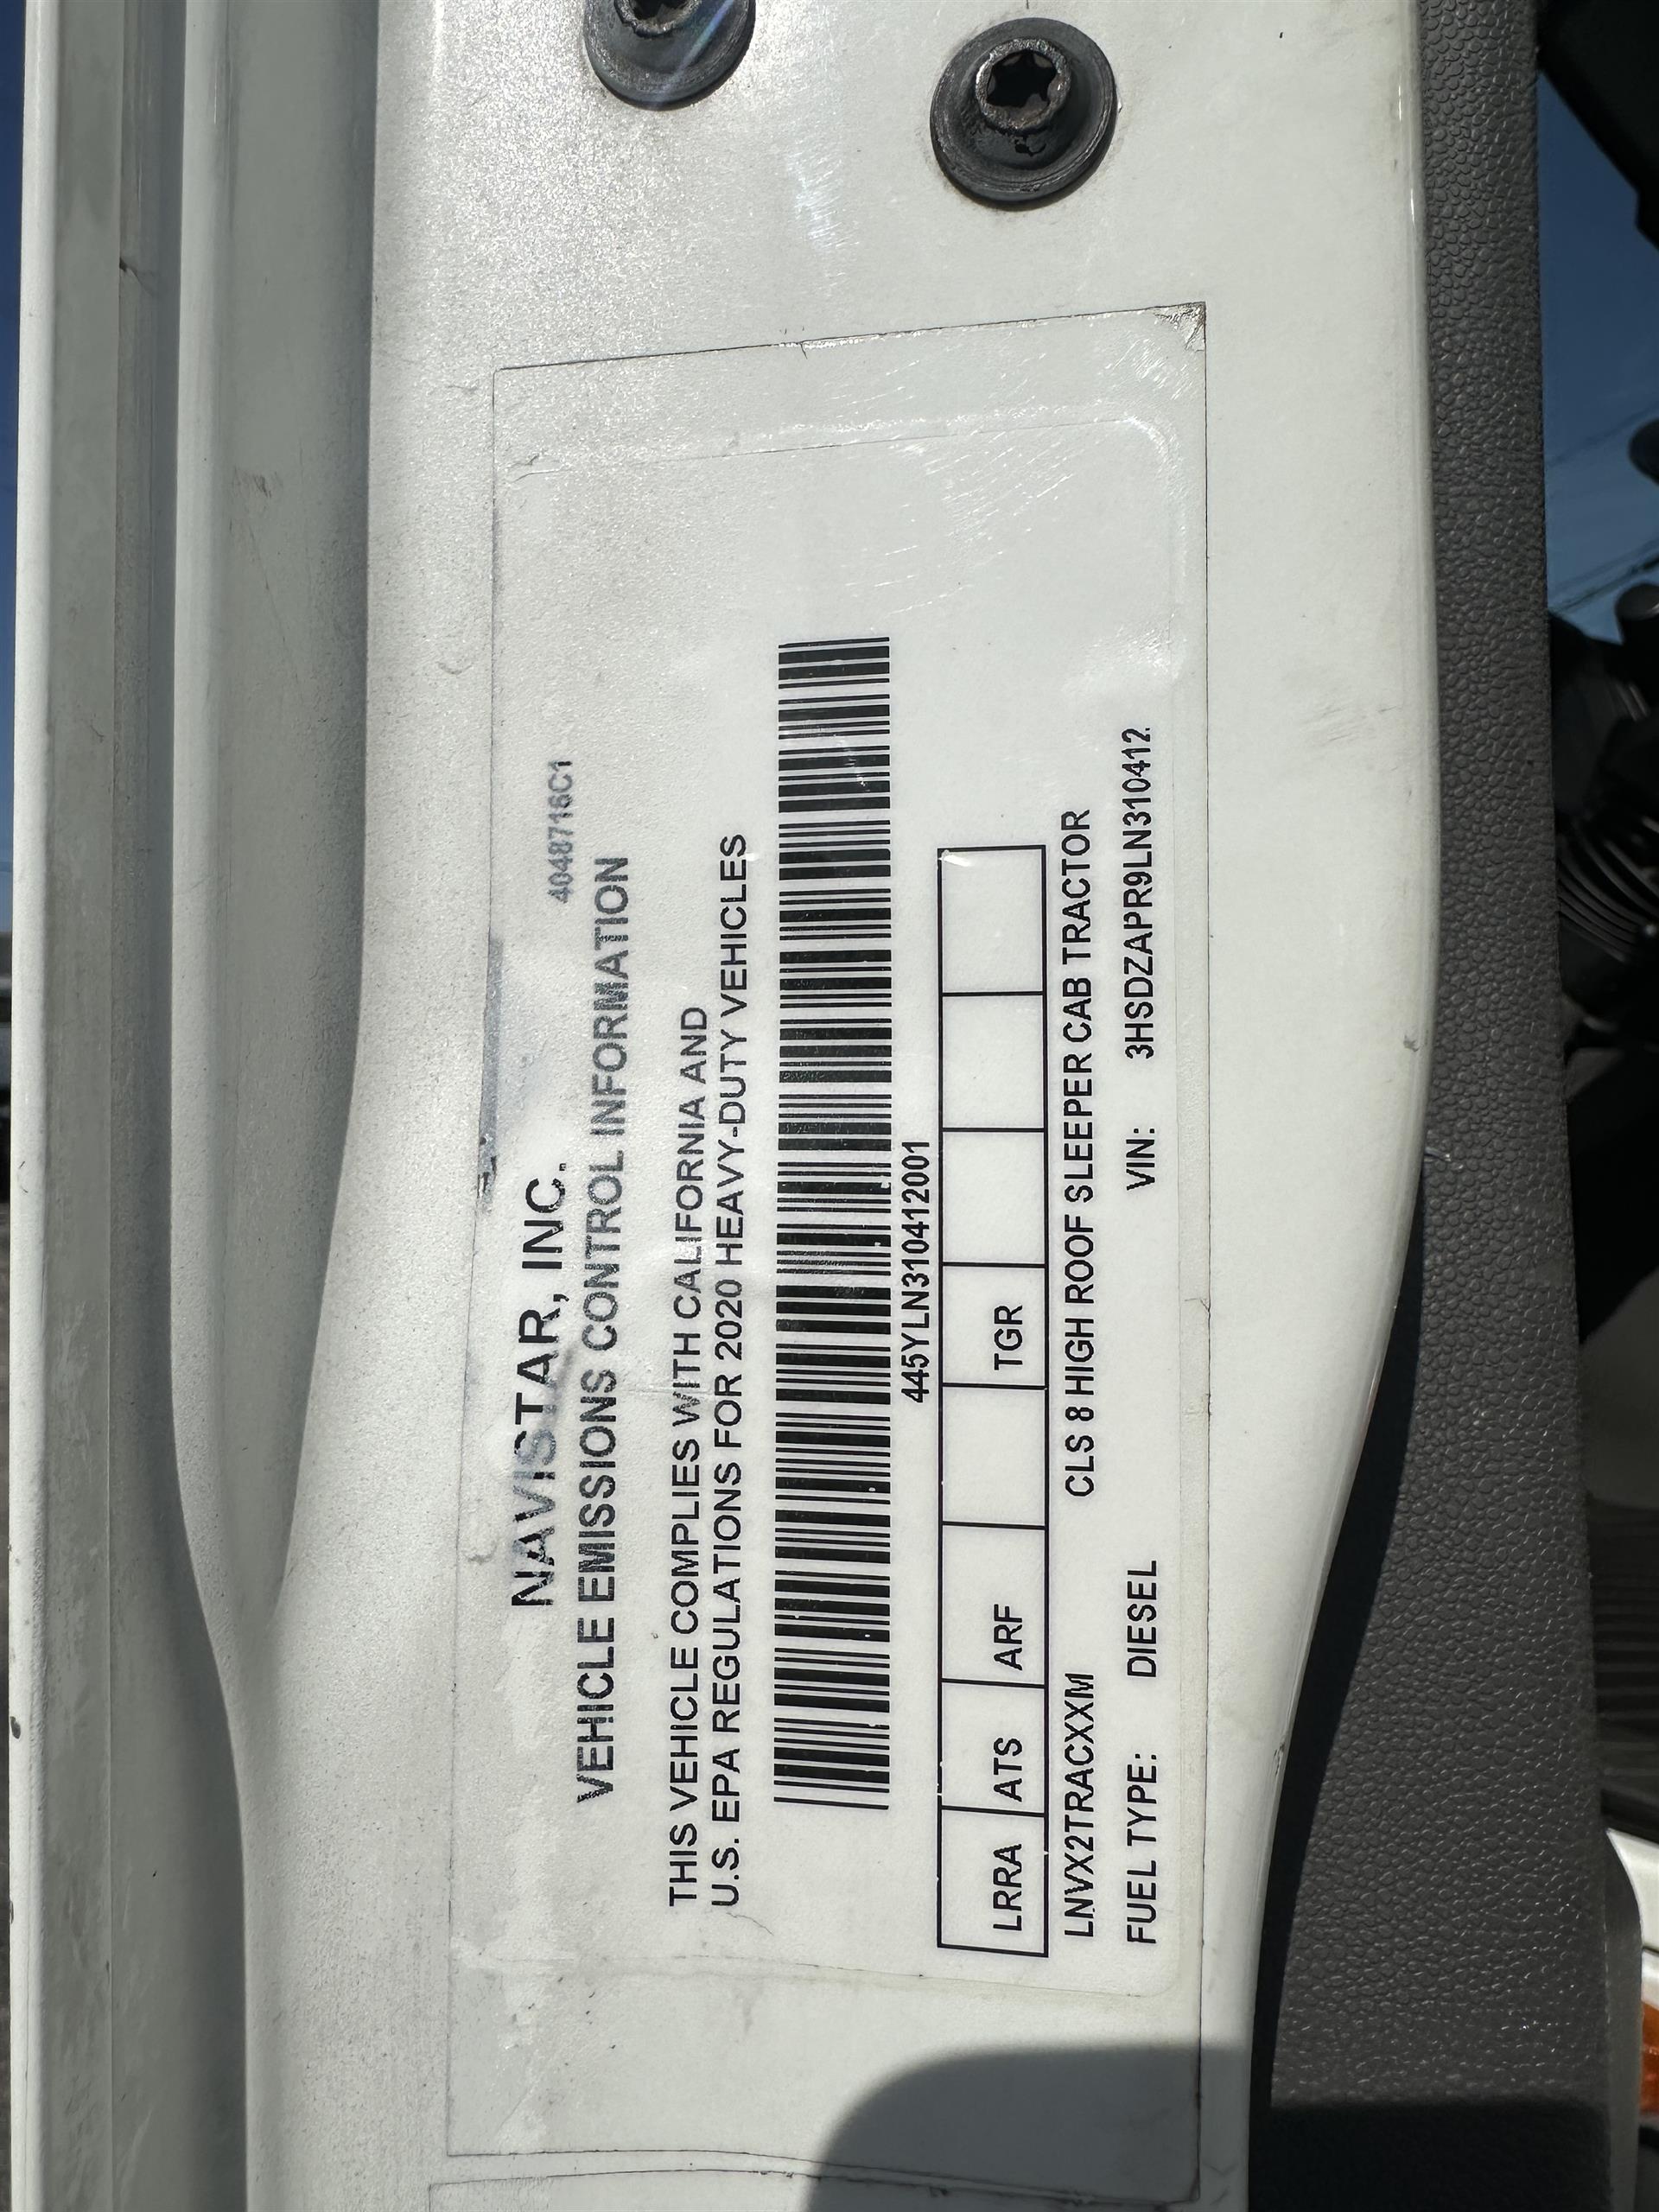 4048716C1
NAVISTAR, INC.
VEHICLE EMISSIONS CONTROL INFORMATION
THIS VEHICLE COMPLIES WITH CALIFORNIA AND
U.S. EPA REGULATIONS FOR 2020 HEAVY-DUTY VEHICLES
445YLN310412001
LRRA ATS ARF TGR
LNVX2TRACXXM CLS 8 HIGH ROOF SLEEPER CAB TRACTOR
FUEL TYPE: DIESEL VIN: 3HSDZAPR9LN310412